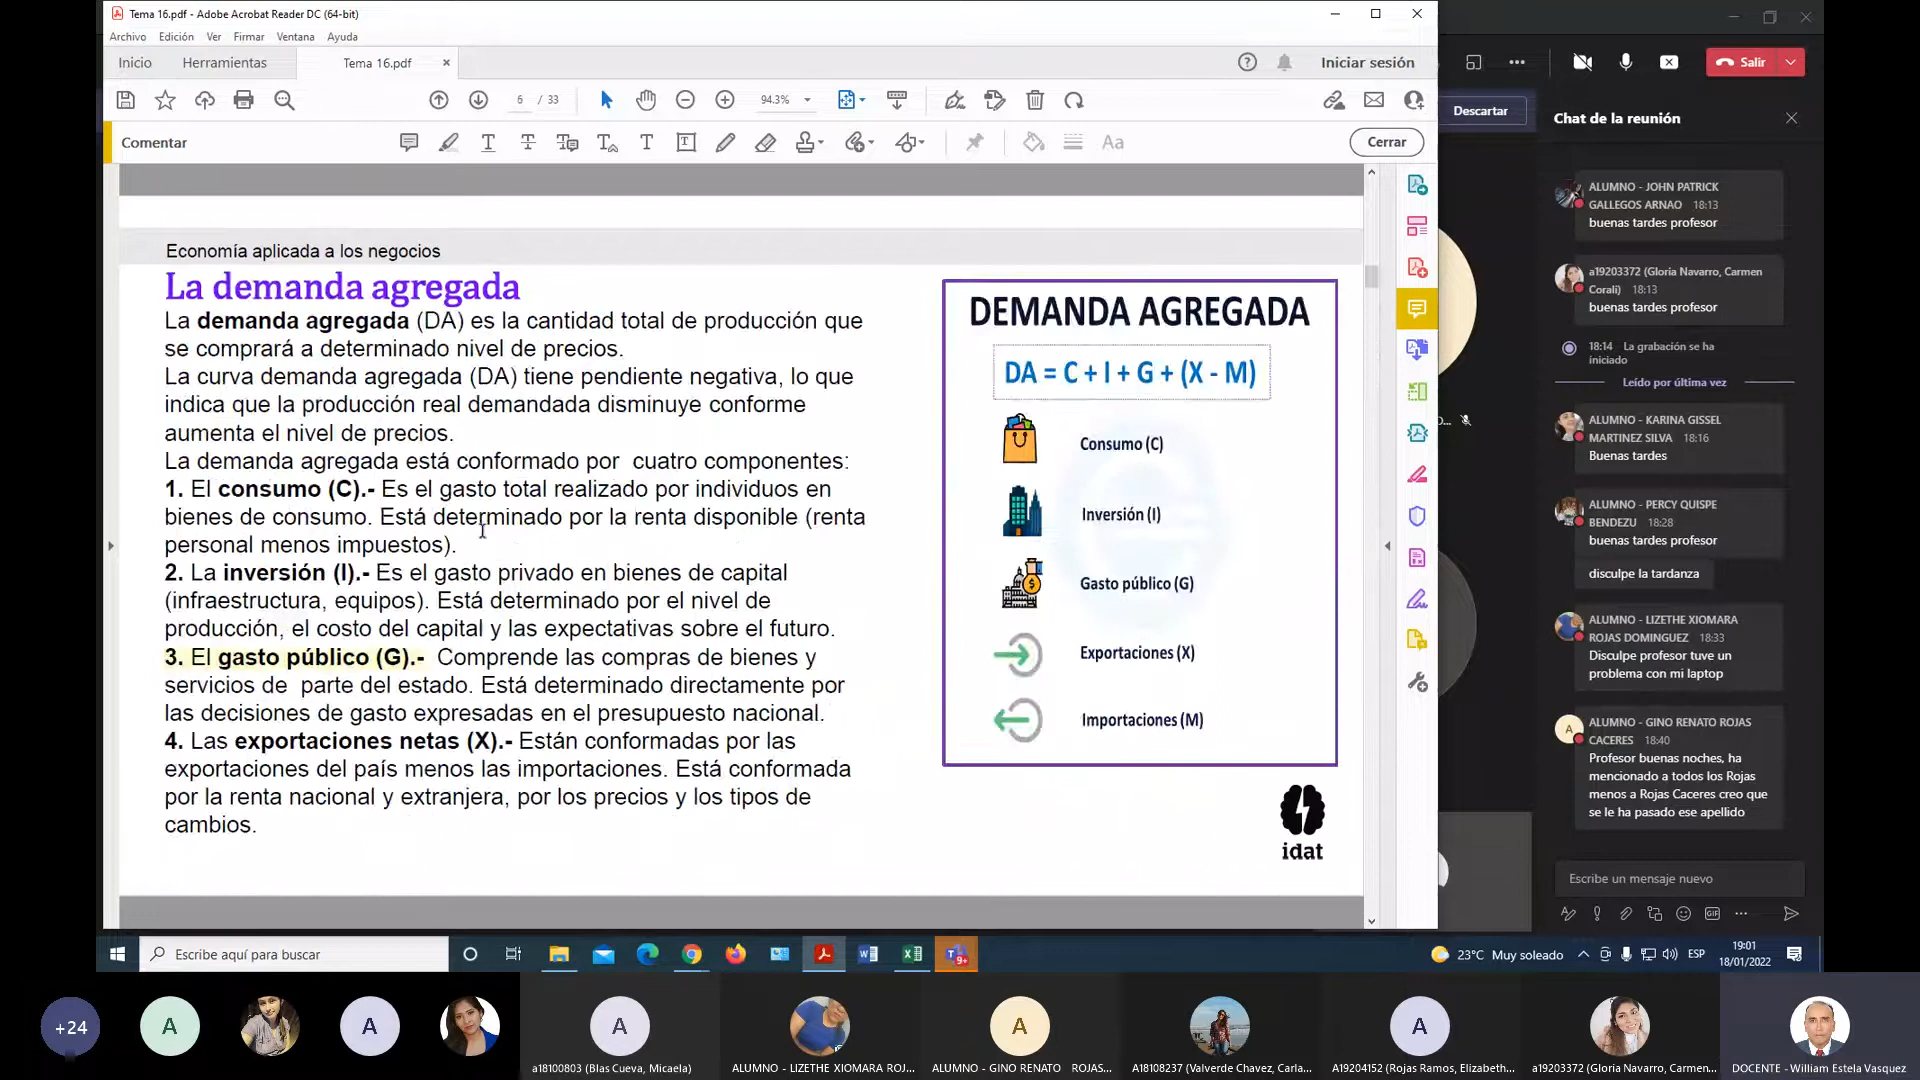 Tema 16.pdf - Adobe Acrobat Reader DC (64-bit)
Archivo Edición Ver Firmar Ventana Ayuda
Inicio Herramientas Tema 16.pdf × Iniciar sesión
6 / 33 94.3%
Comentar Aa Cerrar
Economía aplicada a los negocios
La demanda agregada
La demanda agregada (DA) es la cantidad total de producción que
se comprará a determinado nivel de precios.
La curva demanda agregada (DA) tiene pendiente negativa, lo que
indica que la producción real demandada disminuye conforme
aumenta el nivel de precios.
La demanda agregada está conformado por cuatro componentes:
1. El consumo (C).- Es el gasto total realizado por individuos en
bienes de consumo. Está determinado por la renta disponible (renta
personal menos impuestos).
2. La inversión (I).- Es el gasto privado en bienes de capital
(infraestructura, equipos). Está determinado por el nivel de
producción, el costo del capital y las expectativas sobre el futuro.
3. El gasto público (G).- Comprende las compras de bienes y
servicios de parte del estado. Está determinado directamente por
las decisiones de gasto expresadas en el presupuesto nacional.
4. Las exportaciones netas (X).- Están conformadas por las
exportaciones del país menos las importaciones. Está conformada
por la renta nacional y extranjera, por los precios y los tipos de
cambios.
DEMANDA AGREGADA
DA = C + I + G + (X - M)
Consumo (C)
Inversión (I)
Gasto público (G)
Exportaciones (X)
Importaciones (M)
idat
Salir
Descartar
Chat de la reunión
ALUMNO - JOHN PATRICK
GALLEGOS ARNAO 18:13
buenas tardes profesor
a19203372 (Gloria Navarro, Carmen
Corali) 18:13
buenas tardes profesor
18:14 La grabación se ha
iniciado
Leído por última vez
ALUMNO - KARINA GISSEL
MARTINEZ SILVA 18:16
Buenas tardes
ALUMNO - PERCY QUISPE
BENDEZU 18:28
buenas tardes profesor
disculpe la tardanza
ALUMNO - LIZETHE XIOMARA
ROJAS DOMINGUEZ 18:33
Disculpe profesor tuve un
problema con mi laptop
A ALUMNO - GINO RENATO ROJAS
CACERES 18:40
Profesor buenas noches, ha
mencionado a todos los Rojas
menos a Rojas Caceres creo que
se le ha pasado ese apellido
Escribe un mensaje nuevo
GIF
Escribe aquí para buscar
9+
23°C Muy soleado ESP
19:01
18/01/2022
+24 A A A A A
a18100803 (Blas Cueva, Micaela)
ALUMNO - LIZETHE XIOMARA ROJ...
ALUMNO - GINO RENATO ROJAS...
A18108237 (Valverde Chavez, Carla...
A19204152 (Rojas Ramos, Elizabeth...
a19203372 (Gloria Navarro, Carmen...
DOCENTE - William Estela Vasquez